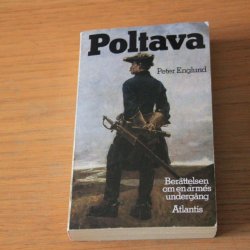 Poltava
Peter Englund
Berättelsen
om en armés
undergång
Atlantis